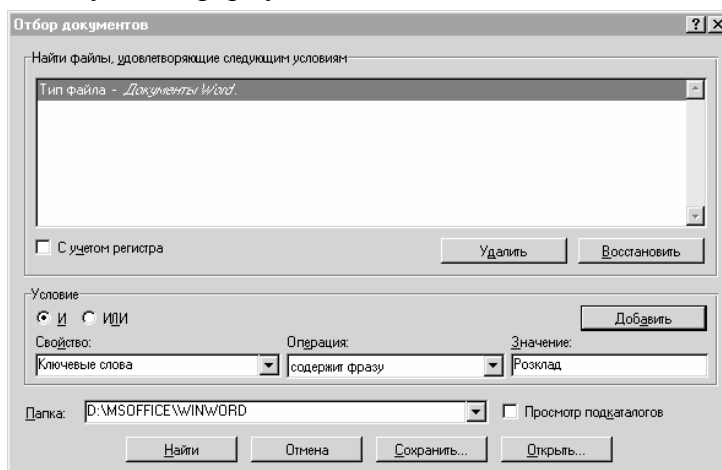 Отбор документов
Найти файлы, удовлетворяющие следующим условиям
Тип файла - Документы Word.
С учетом регистра
Удалить
Восстановить
Условие
И
ИЛИ
Добавить
Свойство:
Операция:
Значение:
Ключевые слова
содержит фразу
Розклад
Папка:
D:\MSOFFICE\WINWORD
Просмотр подкаталогов
Найти
Отмена
Сохранить...
Открыть...